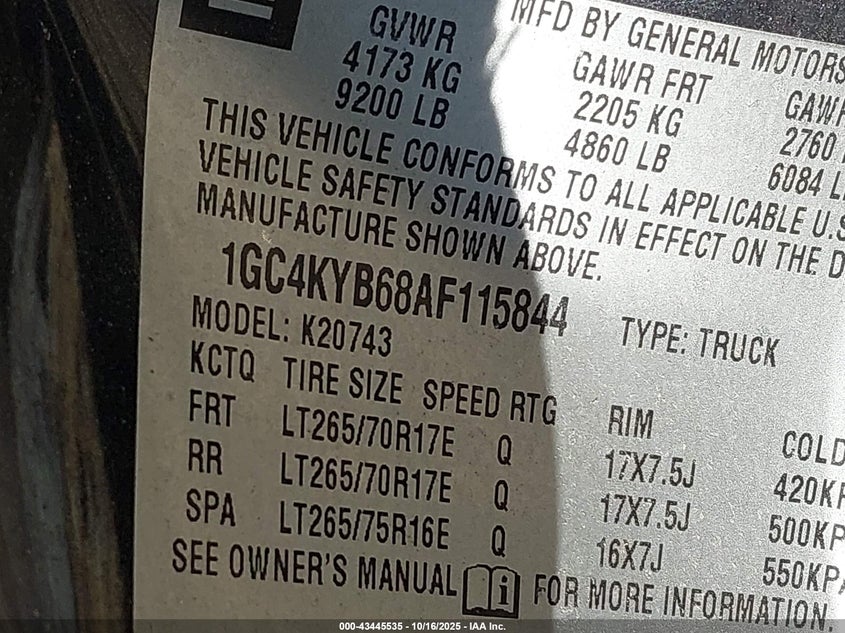 MFD BY GENERAL MOTORS
GVWR GAWR FRT
4173 KG 2205 KG 2760
9200 LB 4860 LB 6084
THIS VEHICLE CONFORMS TO ALL APPLICABLE U.S
VEHICLE SAFETY STANDARDS IN EFFECT ON THE D
MANUFACTURE SHOWN ABOVE.
1GC4KYB68AF115844 TYPE: TRUCK
MODEL: K20743
KCTQ TIRE SIZE SPEED RTG RIM COLD
FRT LT265/70R17E Q 17X7.5J 420KP
RR LT265/70R17E Q 17X7.5J 500KP
SPA LT265/75R16E Q 16X7J 550KPA
SEE OWNER'S MANUAL i FOR MORE INFORMATION.
000-43445535 - 10/16/2025 - IAA Inc.